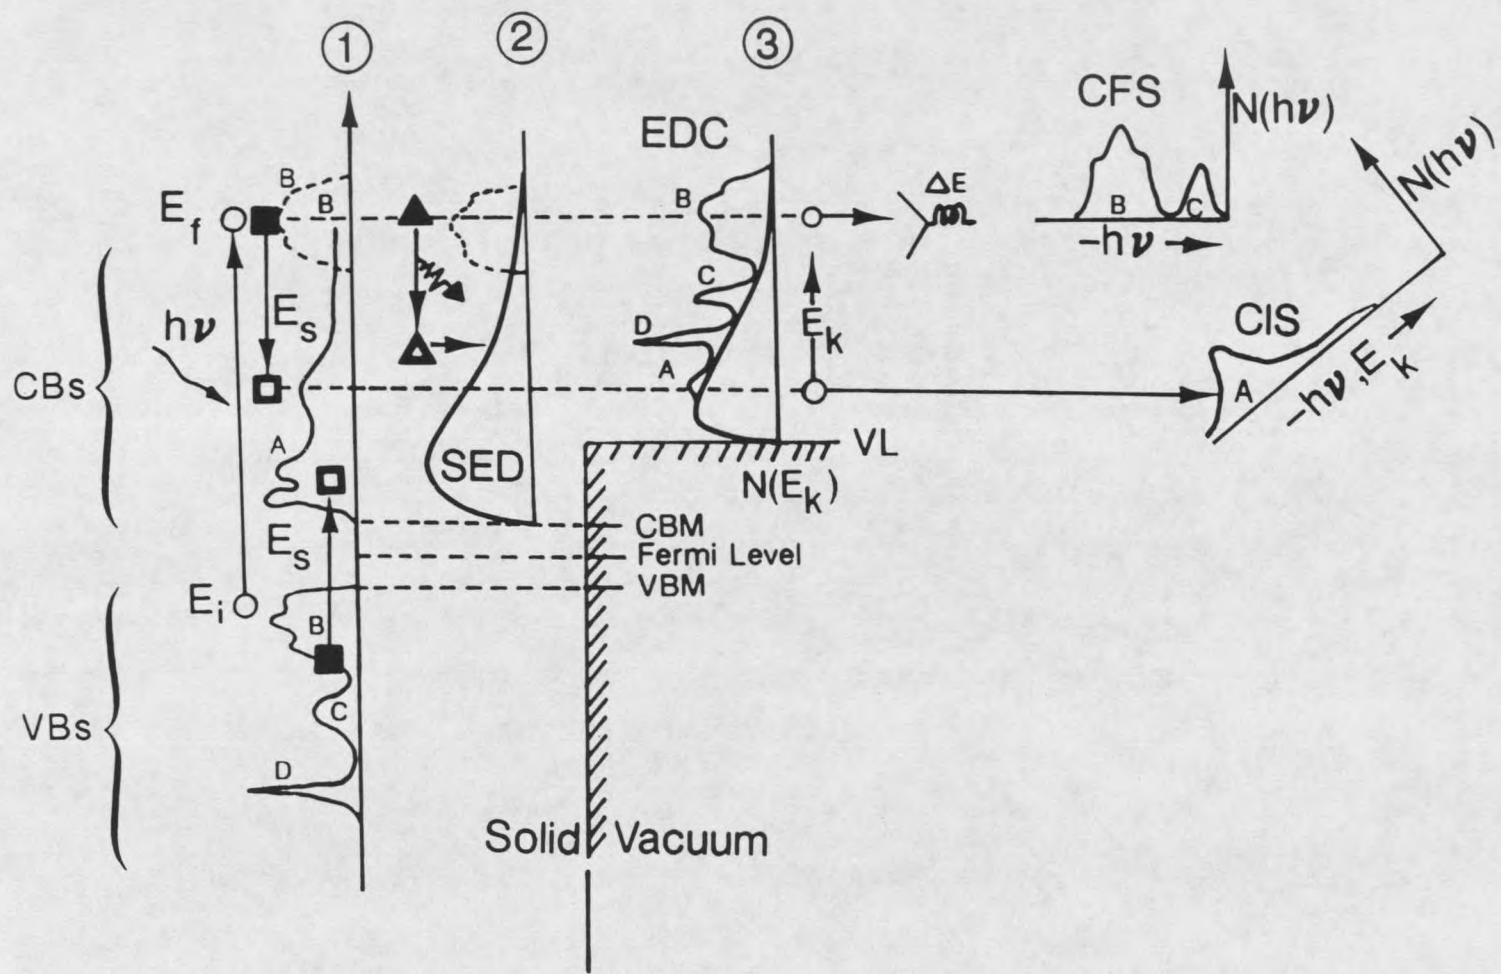 1
2
3
EDC
CFS
N(hν)
N(hν)
B
B
B
B
C
-hν
E_f
ΔE
C
E_s
hν
D
E_k
CIS
A
A
-hν, E_k
CBs
A
SED
VL
N(E_k)
CBM
E_s
Fermi Level
VBM
E_i
B
VBs
C
D
Solid
Vacuum